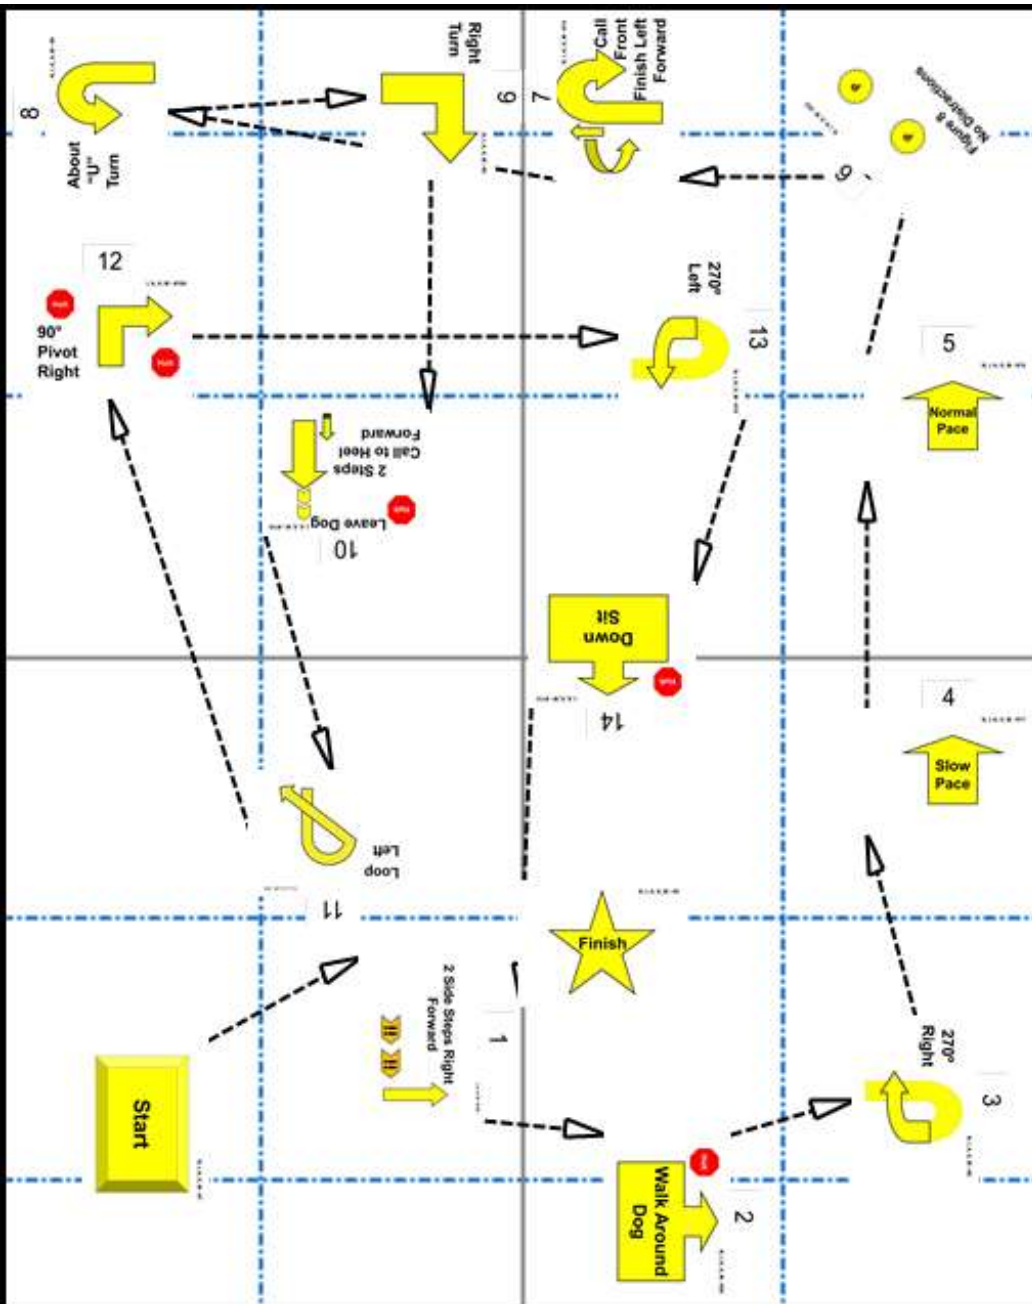 Start
2 Side Steps Right
Forward
1
Walk Around
Dog
2
270º
Right
3
Slow
Pace
4
Normal
Pace
5
Figure 8
No Distractions
6
Call
Front
Finish Left
Forward
7
About
"U"
Turn
8
Right
Turn
9
Leave Dog
2 Steps
Call to Heel
Forward
10
Loop
Left
11
90°
Pivot
Right
12
270º
Left
13
Down
Sit
14
Finish